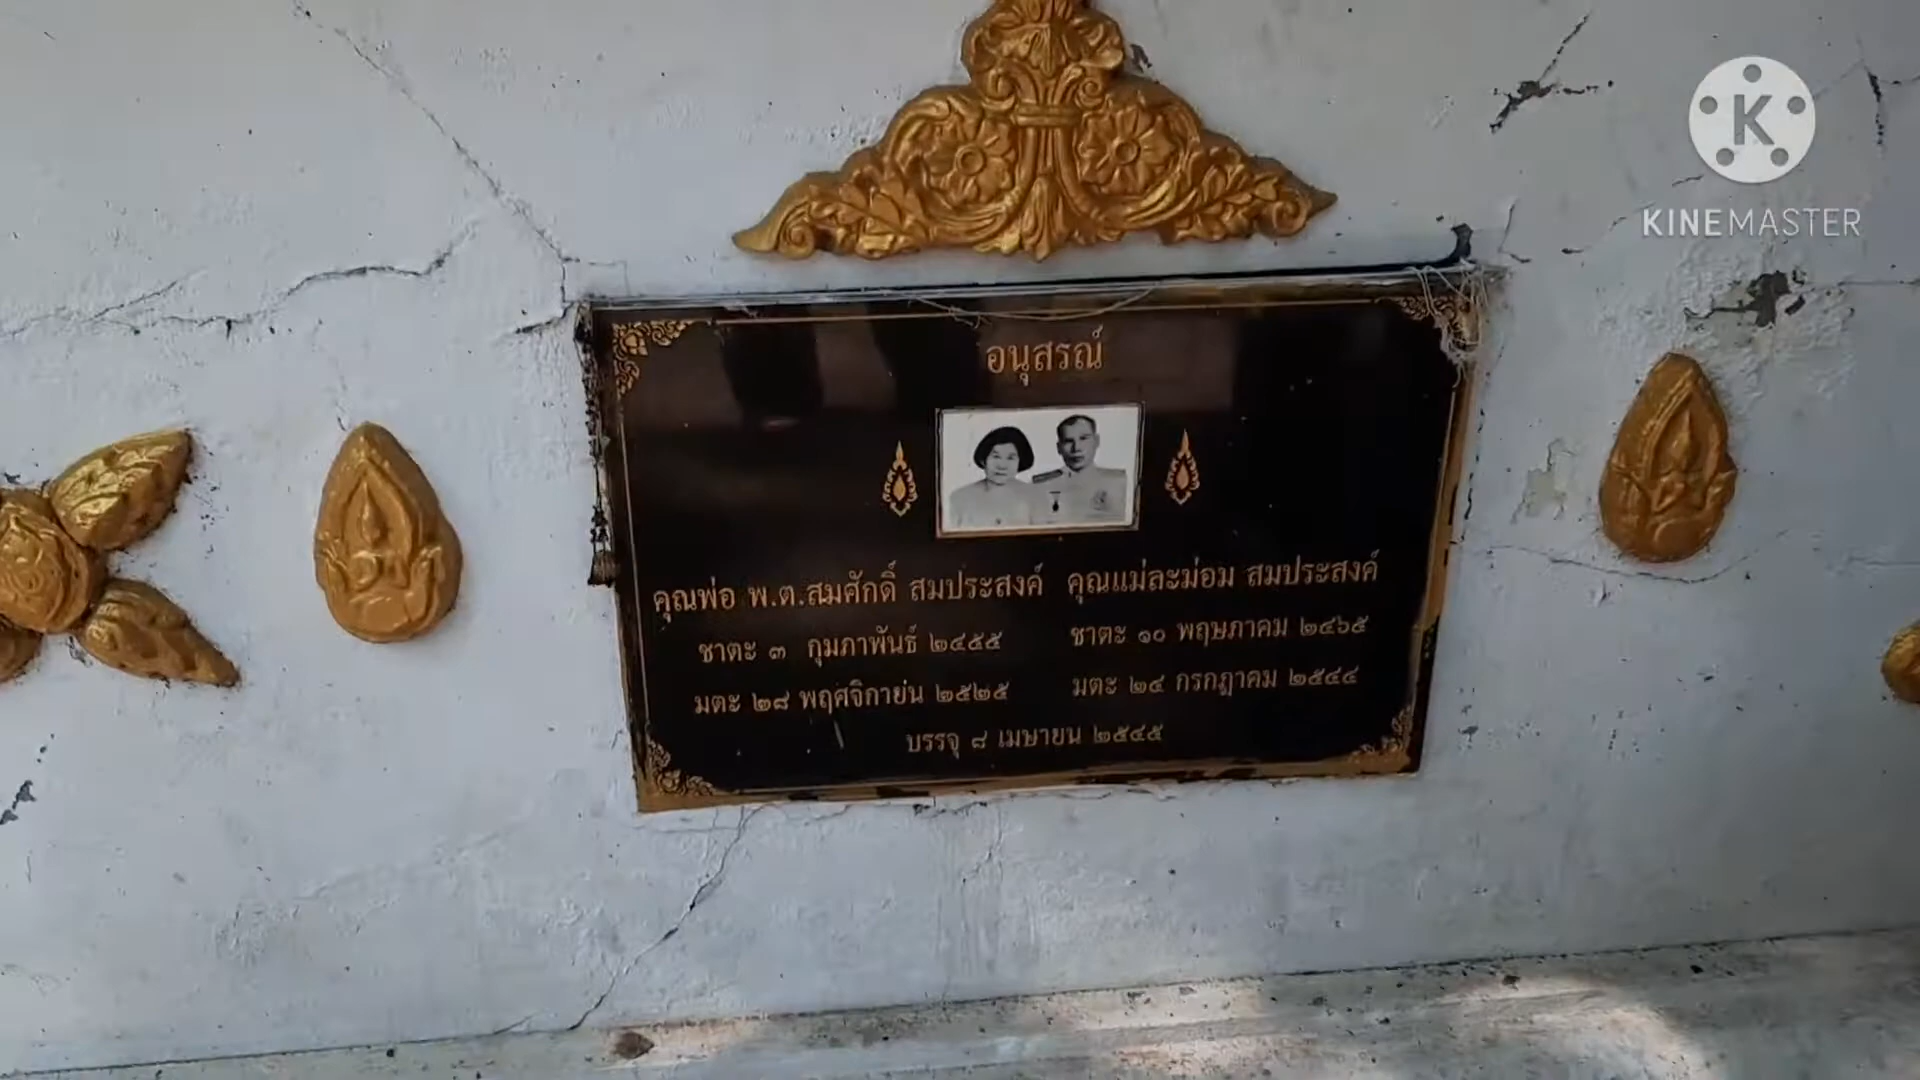 K
KINEMASTER
อนุสรณ์
คุณพ่อ พ.ต.สมศักดิ์ สมประสงค์ คุณแม่ละม่อม สมประสงค์
ชาตะ ๓ กุมภาพันธ์ ๒๔๕๕ ชาตะ ๑๐ พฤษภาคม ๒๔๖๕
มตะ ๒๘ พฤศจิกายน ๒๕๒๕ มตะ ๒๔ กรกฎาคม ๒๕๔๔
บรรจุ ๘ เมษายน ๒๕๔๕